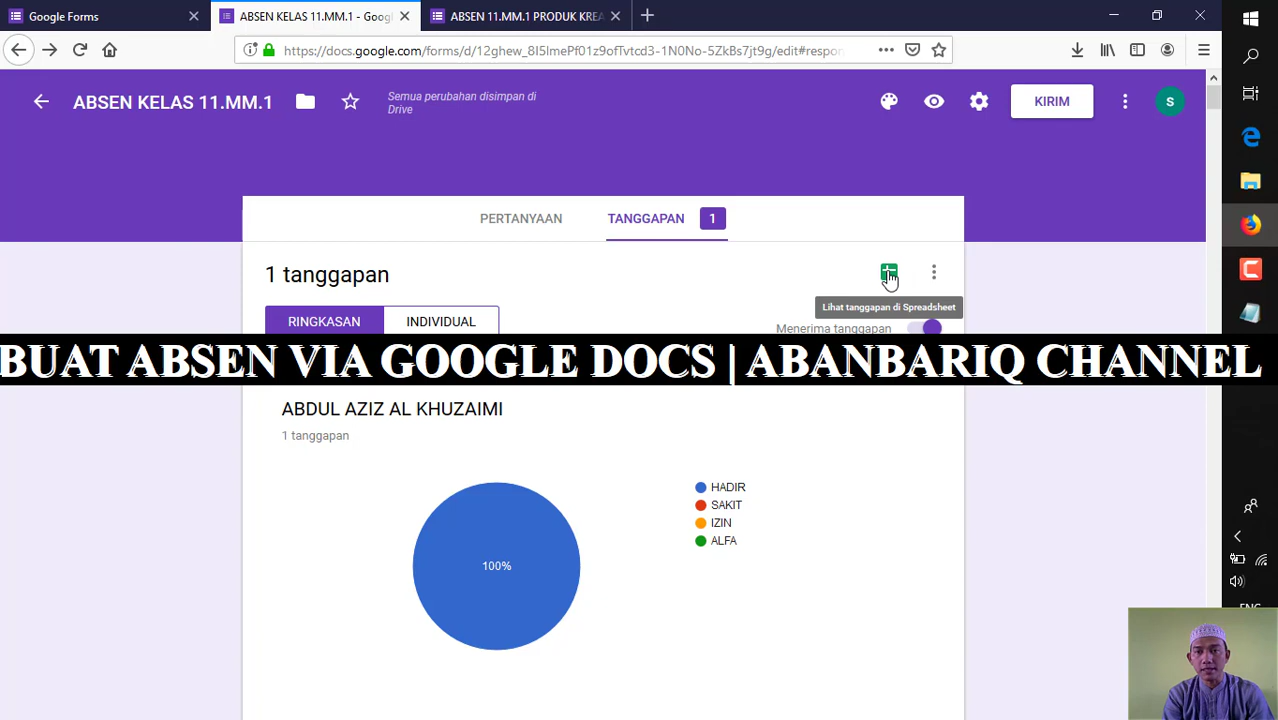 Google Forms
ABSEN KELAS 11.MM.1 - Googl
ABSEN 11.MM.1 PRODUK KREA
https://docs.google.com/forms/d/12ghew_8I5ImePf01z9ofTvtcd3-1N0No-5ZkBs7jt9g/edit#respon
ABSEN KELAS 11.MM.1
Semua perubahan disimpan di
Drive
KIRIM
S
PERTANYAAN
TANGGAPAN
1
1 tanggapan
Lihat tanggapan di Spreadsheet
RINGKASAN
INDIVIDUAL
Menerima tanggapan
BUAT ABSEN VIA GOOGLE DOCS | ABANBARIQ CHANNEL
ABDUL AZIZ AL KHUZAIMI
1 tanggapan
HADIR
SAKIT
IZIN
ALFA
100%
ENG